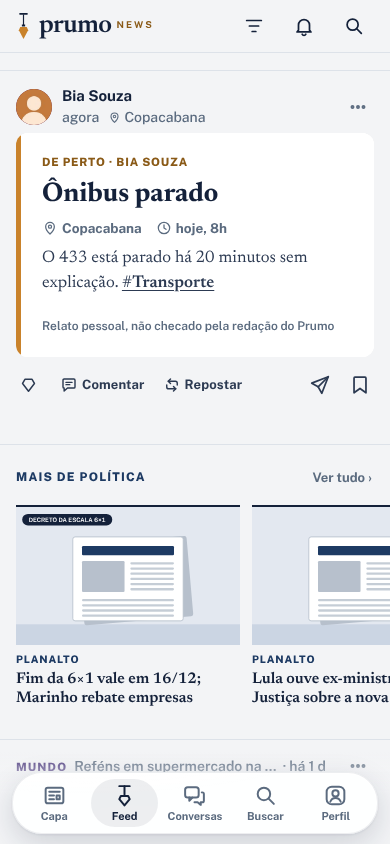 prumo NEWS
Bia Souza
agora Copacabana
DE PERTO · BIA SOUZA
Ônibus parado
Copacabana hoje, 8h
O 433 está parado há 20 minutos sem
explicação. #Transporte
Relato pessoal, não checado pela redação do Prumo
Comentar Repostar
MAIS DE POLÍTICA Ver tudo ›
DECRETO DA ESCALA 6×1
PLANALTO
Fim da 6×1 vale em 16/12;
Marinho rebate empresas
PLANALTO
Lula ouve ex-minist
Justiça sobre a nova
MUNDO Reféns em supermercado na ... · há 1 d
Capa Feed Conversas Buscar Perfil